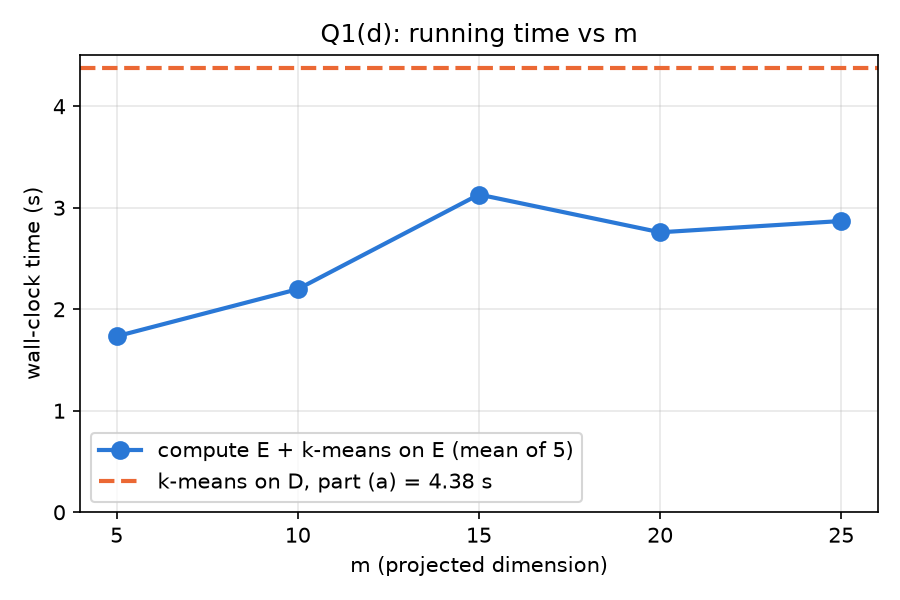 Q1(d): running time vs m
wall-clock time (s)
4
3
2
1
0
compute E + k-means on E (mean of 5)
k-means on D, part (a) = 4.38 s
5 10 15 20 25
m (projected dimension)